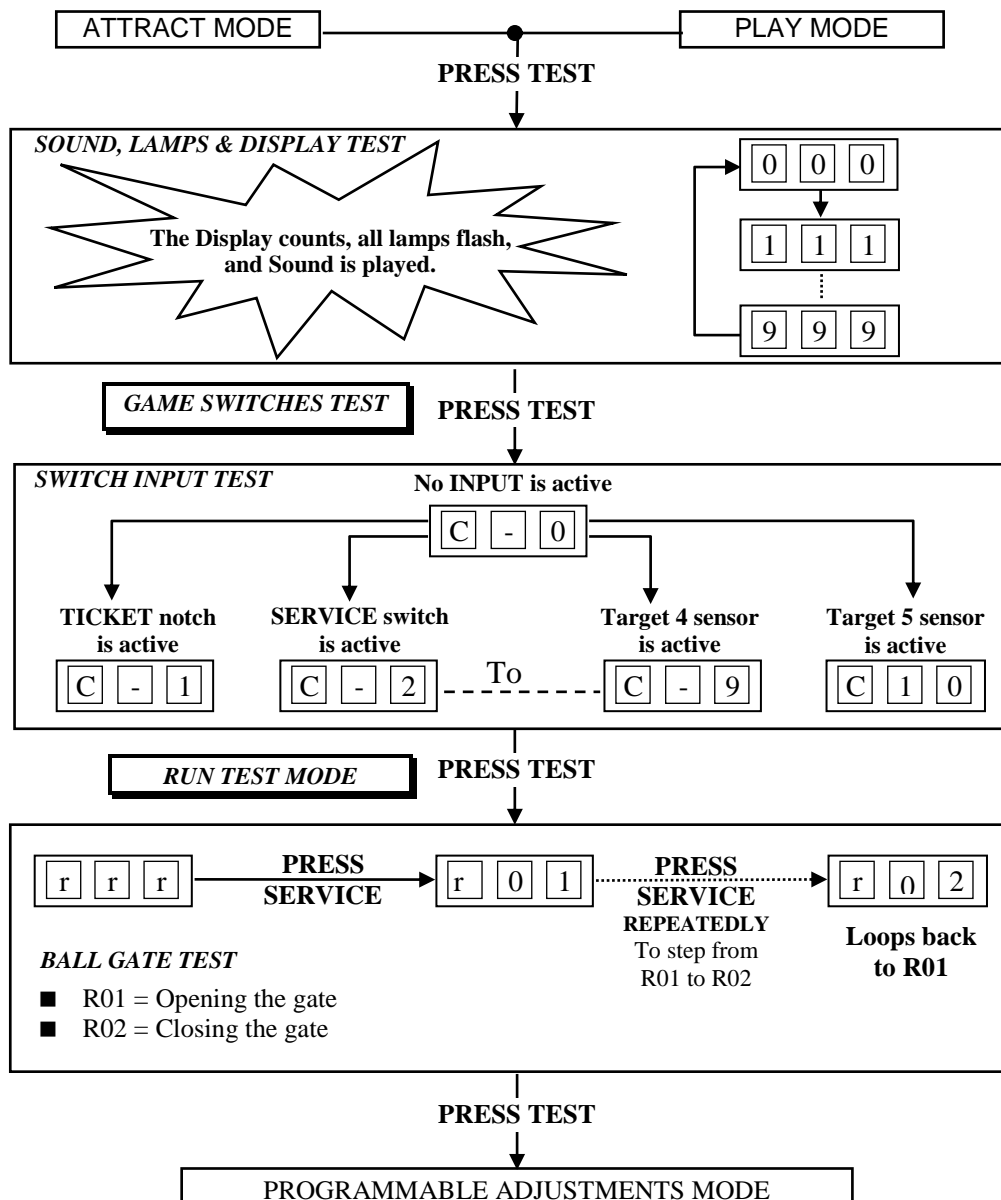 ATTRACT MODE
PLAY MODE
PRESS TEST
SOUND, LAMPS & DISPLAY TEST
The Display counts, all lamps flash,
and Sound is played.
0 0 0
1 1 1
9 9 9
GAME SWITCHES TEST
PRESS TEST
SWITCH INPUT TEST
No INPUT is active
C - 0
TICKET notch
is active
C - 1
SERVICE switch
is active
C - 2
To
Target 4 sensor
is active
C - 9
Target 5 sensor
is active
C 1 0
RUN TEST MODE
PRESS TEST
r r r
PRESS
SERVICE
r 0 1
PRESS
SERVICE
REPEATEDLY
To step from
R01 to R02
r 0 2
Loops back
to R01
BALL GATE TEST
■ R01 = Opening the gate
■ R02 = Closing the gate
PRESS TEST
PROGRAMMABLE ADJUSTMENTS MODE